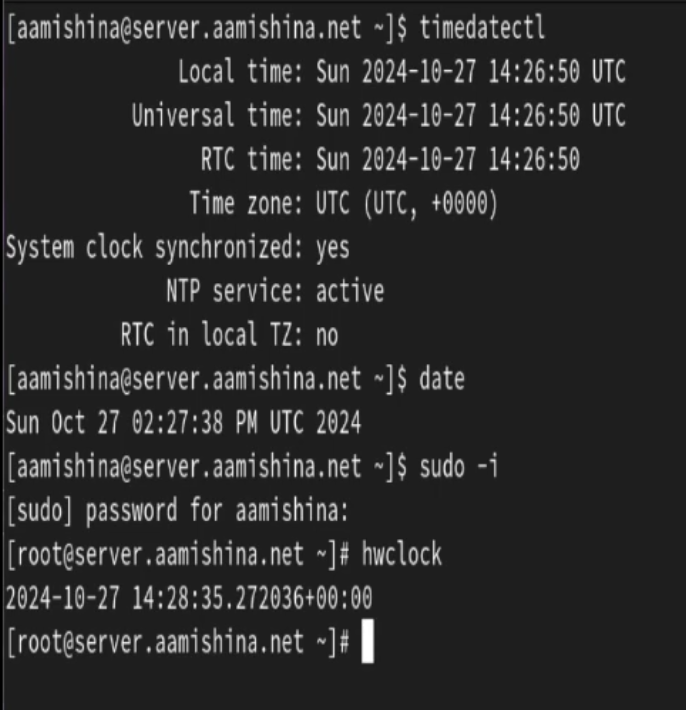 [aamishina@server.aamishina.net ~]$ timedatectl
Local time: Sun 2024-10-27 14:26:50 UTC
Universal time: Sun 2024-10-27 14:26:50 UTC
RTC time: Sun 2024-10-27 14:26:50
Time zone: UTC (UTC, +0000)
System clock synchronized: yes
NTP service: active
RTC in local TZ: no
[aamishina@server.aamishina.net ~]$ date
Sun Oct 27 02:27:38 PM UTC 2024
[aamishina@server.aamishina.net ~]$ sudo -i
[sudo] password for aamishina:
[root@server.aamishina.net ~]# hwclock
2024-10-27 14:28:35.272036+00:00
[root@server.aamishina.net ~]#